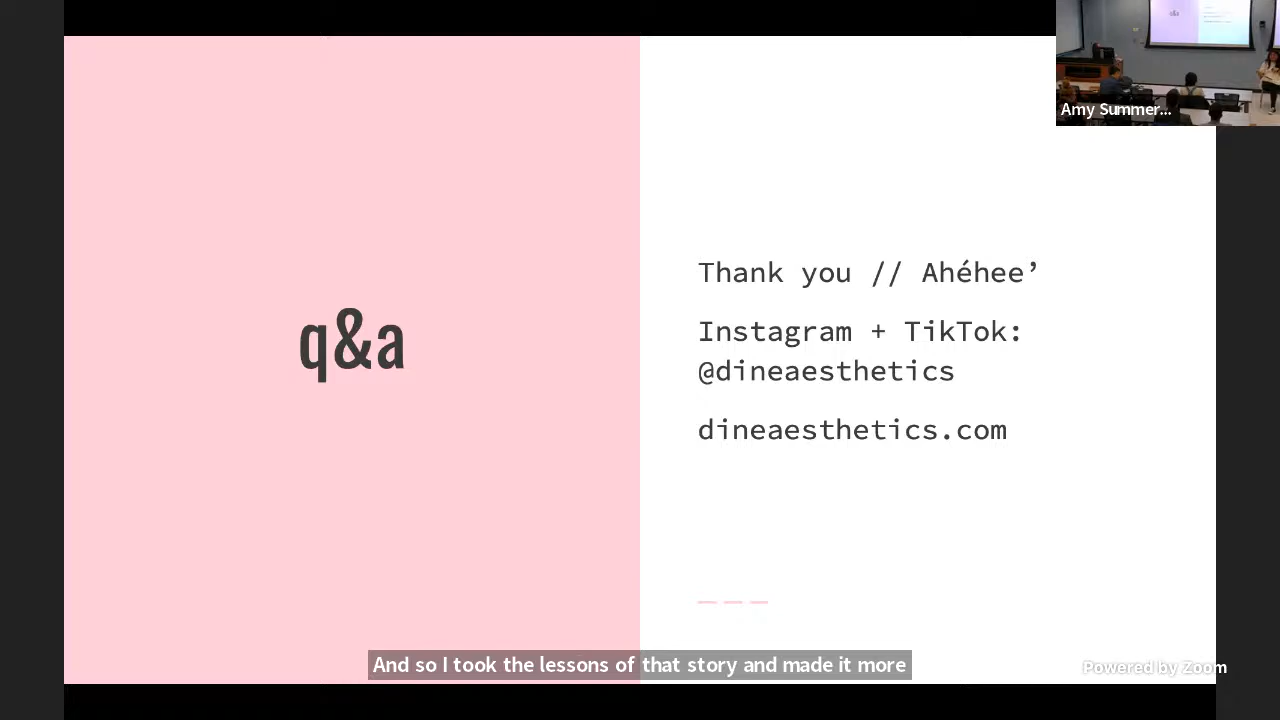 Amy Summer...
q&a
Thank you // Ahéhee’
Instagram + TikTok:
@dineaesthetics
dineaesthetics.com
And so I took the lessons of that story and made it more
Powered by Zoom